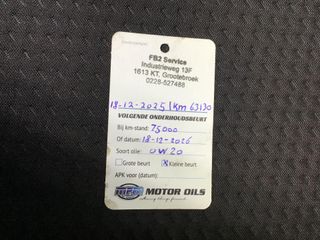 FB2 Service
Industrieweg 13F
1613 KT. Grootebroek
0228-527488
18-12-2025 | Km 63130
VOLGENDE ONDERHOUDSBEURT
Bij km-stand: 75000
Of datum: 18-12-2026
Soort olie: 0W20
Grote beurt X Kleine beurt
APK voor (datum):
MPM MOTOR OILS